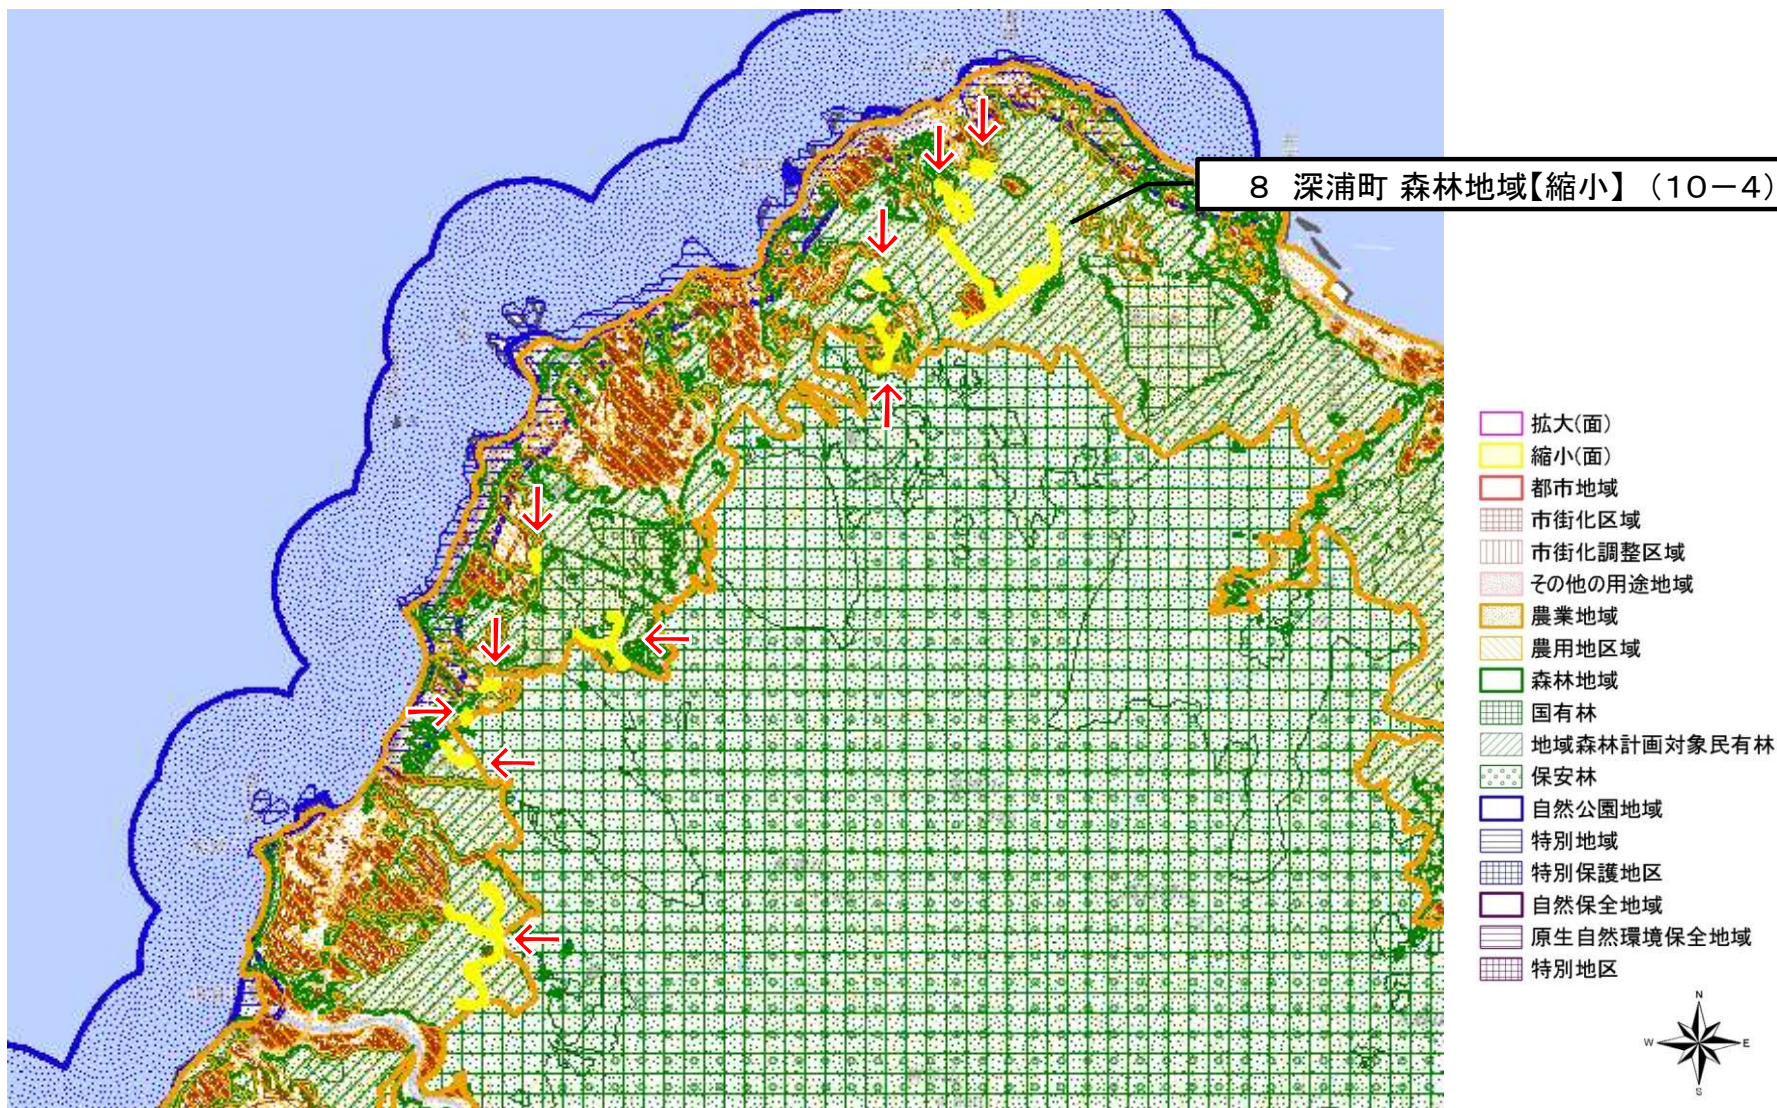 8 深浦町 森林地域【縮小】（10－4）
拡大(面)
縮小(面)
都市地域
市街化区域
市街化調整区域
その他の用途地域
農業地域
農用地区域
森林地域
国有林
地域森林計画対象民有林
保安林
自然公園地域
特別地域
特別保護地区
自然保全地域
原生自然環境保全地域
特別地区
N
W E
S